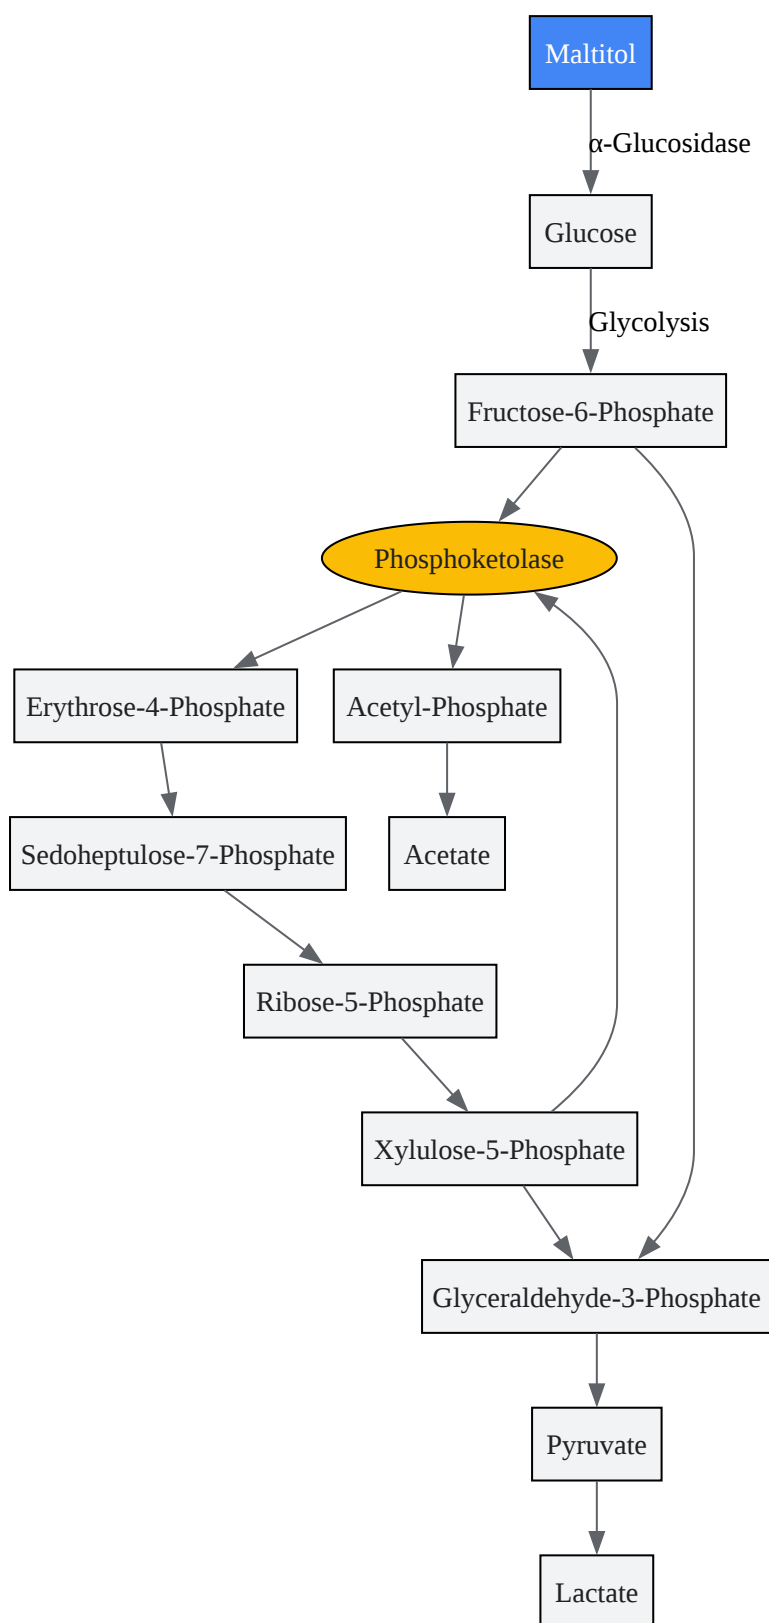 Maltitol
α-Glucosidase
Glucose
Glycolysis
Fructose-6-Phosphate
Phosphoketolase
Erythrose-4-Phosphate
Acetyl-Phosphate
Sedoheptulose-7-Phosphate
Acetate
Ribose-5-Phosphate
Xylulose-5-Phosphate
Glyceraldehyde-3-Phosphate
Pyruvate
Lactate